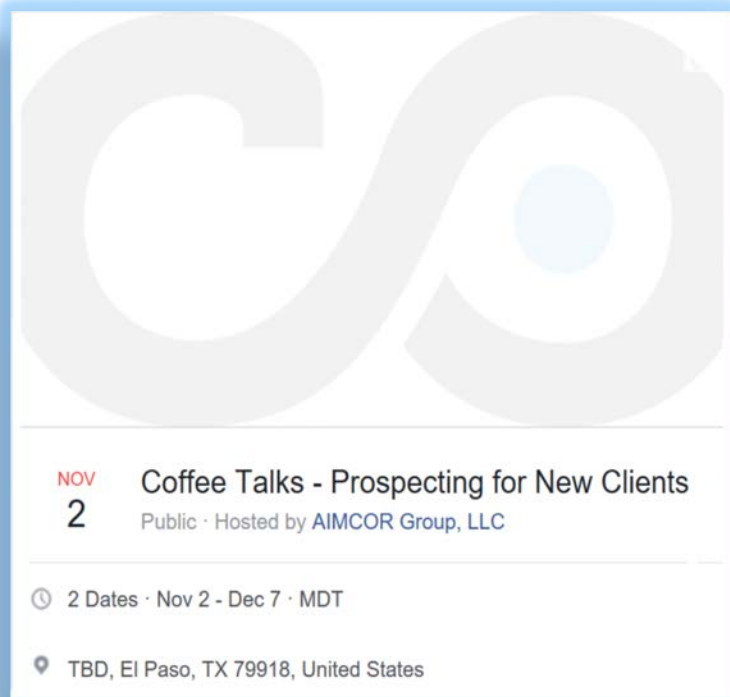 NOV
2
Coffee Talks - Prospecting for New Clients
Public · Hosted by AIMCOR Group, LLC
2 Dates · Nov 2 - Dec 7 · MDT
TBD, El Paso, TX 79918, United States